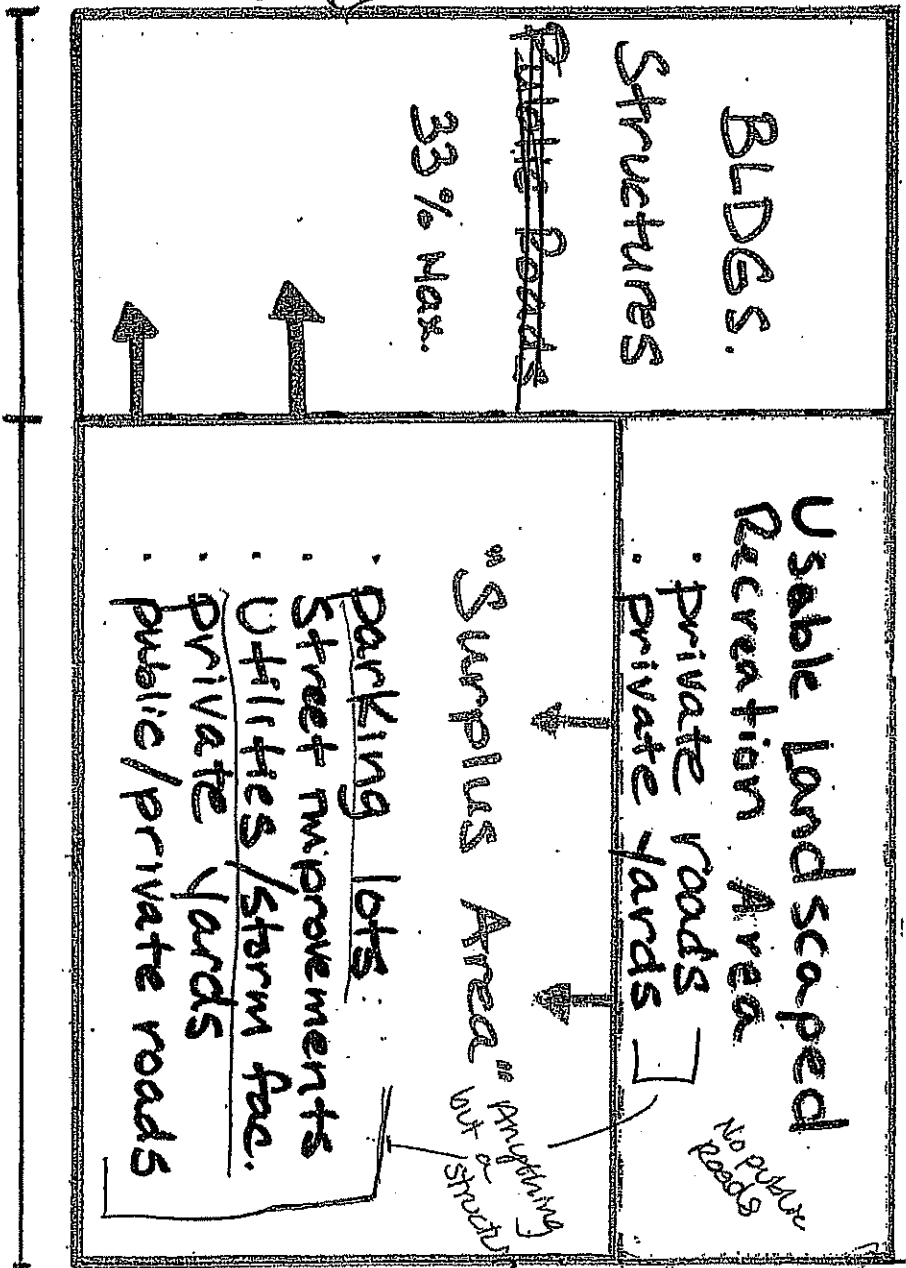 BLDGS.
Structures
Public Roads
33% Max.
Usable Landscaped
Recreation Area
• private roads
• private yards
No public
Roads
"Surplus Area"
Anything
but a
• parking lots
• Street improvements
• Utilities/storm fac.
• private yards
• public/private roads